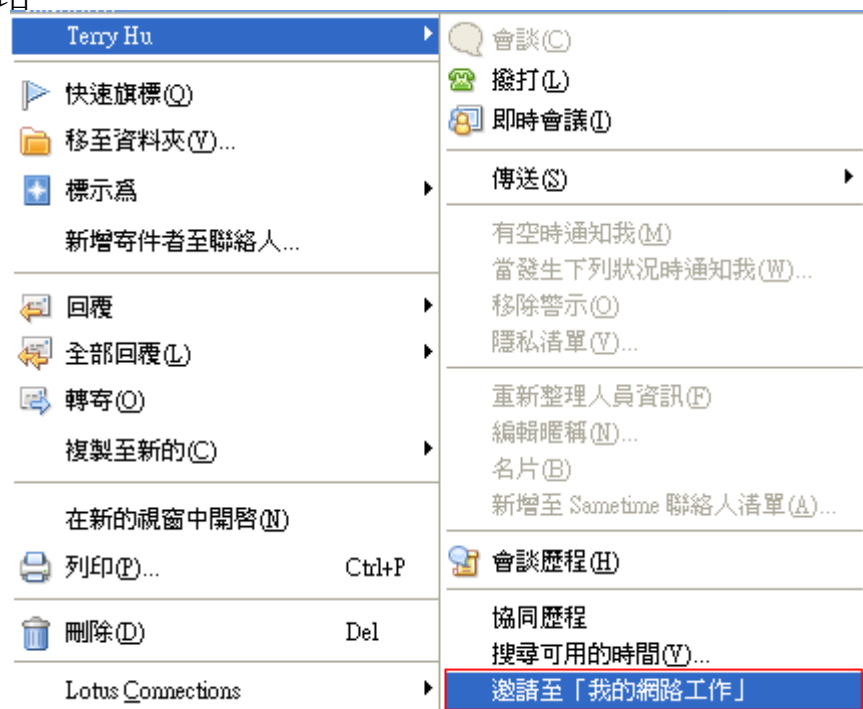 Terry Hu
快速旗標(Q)
移至資料夾(V)...
標示為
新增寄件者至聯絡人...
回覆
全部回覆(L)
轉寄(O)
複製至新的(C)
在新的視窗中開啓(N)
列印(P)... Ctrl+P
刪除(D) Del
Lotus Connections
會談(C)
撥打(L)
即時會議(I)
傳送(S)
有空時通知我(M)
當發生下列狀況時通知我(W)...
移除警示(O)
隱私清單(V)...
重新整理人員資訊(F)
編輯暱稱(N)...
名片(B)
新增至 Sametime 聯絡人清單(A)...
會談歷程(H)
協同歷程
搜尋可用的時間(Y)...
邀請至「我的網路工作」